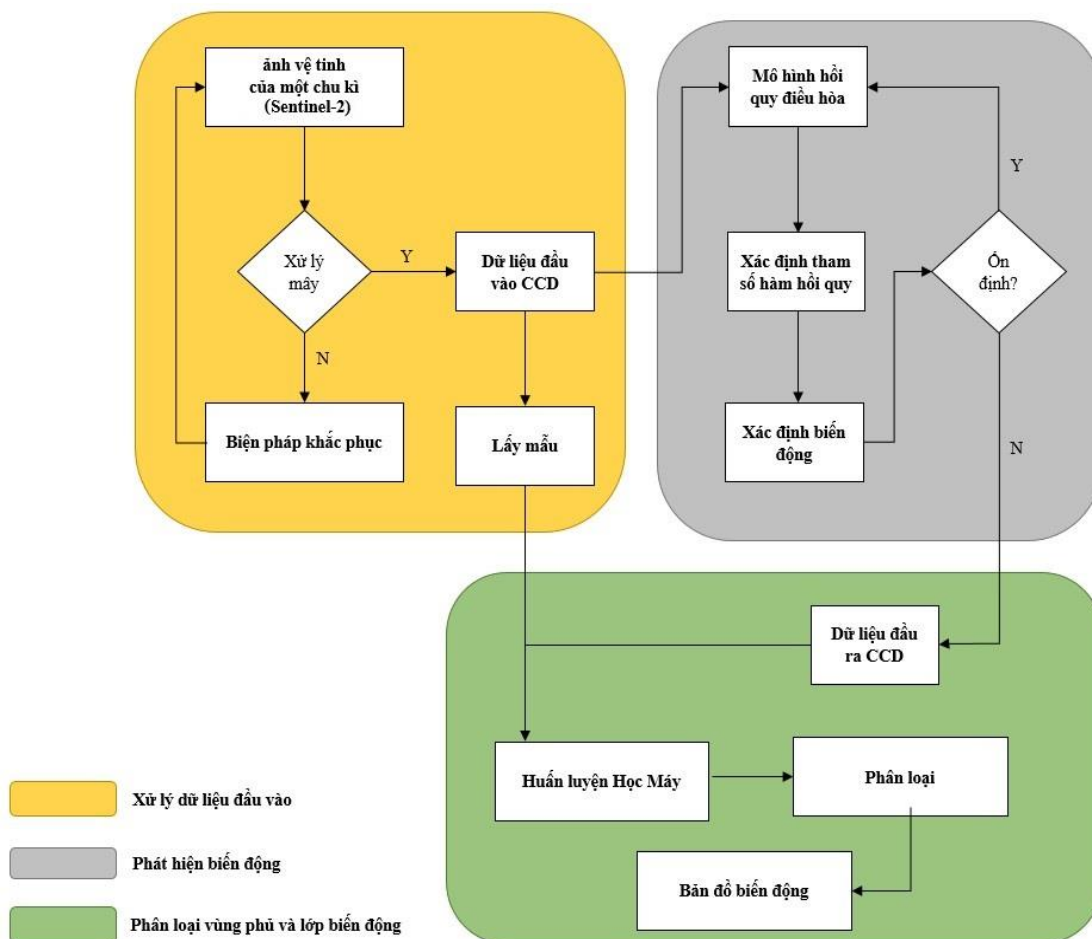 ảnh vệ tinh
của một chu kì
(Sentinel-2)
Xử lý
mây
Y
N
Biện pháp khắc phục
Dữ liệu đầu
vào CCD
Lấy mẫu
Mô hình hồi
quy điều hòa
Xác định tham
số hàm hồi quy
Xác định biến
động
Ổn
định?
Y
N
Dữ liệu đầu
ra CCD
Huấn luyện Học Máy
Phân loại
Bản đồ biến động
Xử lý dữ liệu đầu vào
Phát hiện biến động
Phân loại vùng phủ và lớp biến động